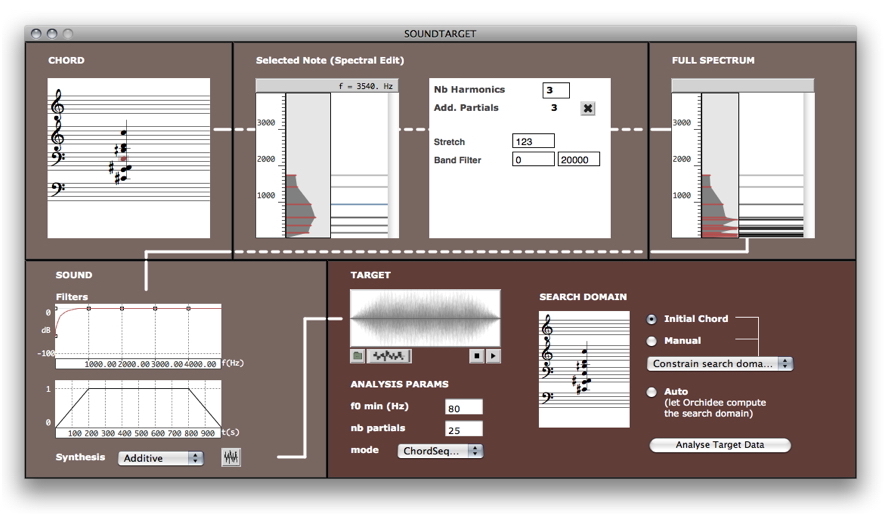 SOUNDTARGET
CHORD
Selected Note (Spectral Edit)
f = 3540. Hz
3000
2000
1000
Nb Harmonics 3
Add. Partials 3
Stretch 123
Band Filter 0 20000
FULL SPECTRUM
3000
2000
1000
SOUND
Filters
0
dB
-100
1000.00 2000.00 3000.00 4000.00 f(Hz)
1
0
100 200 300 400 500 600 700 800 900 t(s)
Synthesis Additive
TARGET
ANALYSIS PARAMS
f0 min (Hz) 80
nb partials 25
mode ChordSeq...
SEARCH DOMAIN
Initial Chord
Manual
Constrain search doma...
Auto
(let Orchidee compute
the search domain)
Analyse Target Data